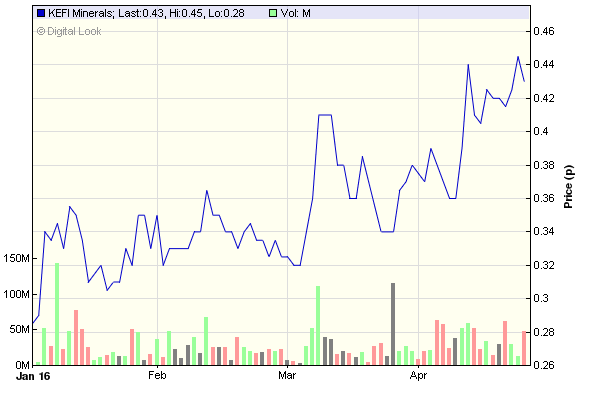 KEFI Minerals; Last:0.43, Hi:0.45, Lo:0.28 Vol: M
© Digital Look
0.46
0.44
0.42
0.4
0.38
0.36
0.34
0.32
0.3
0.28
0.26
Price (p)
150M
100M
50M
0M
Jan 16 Feb Mar Apr